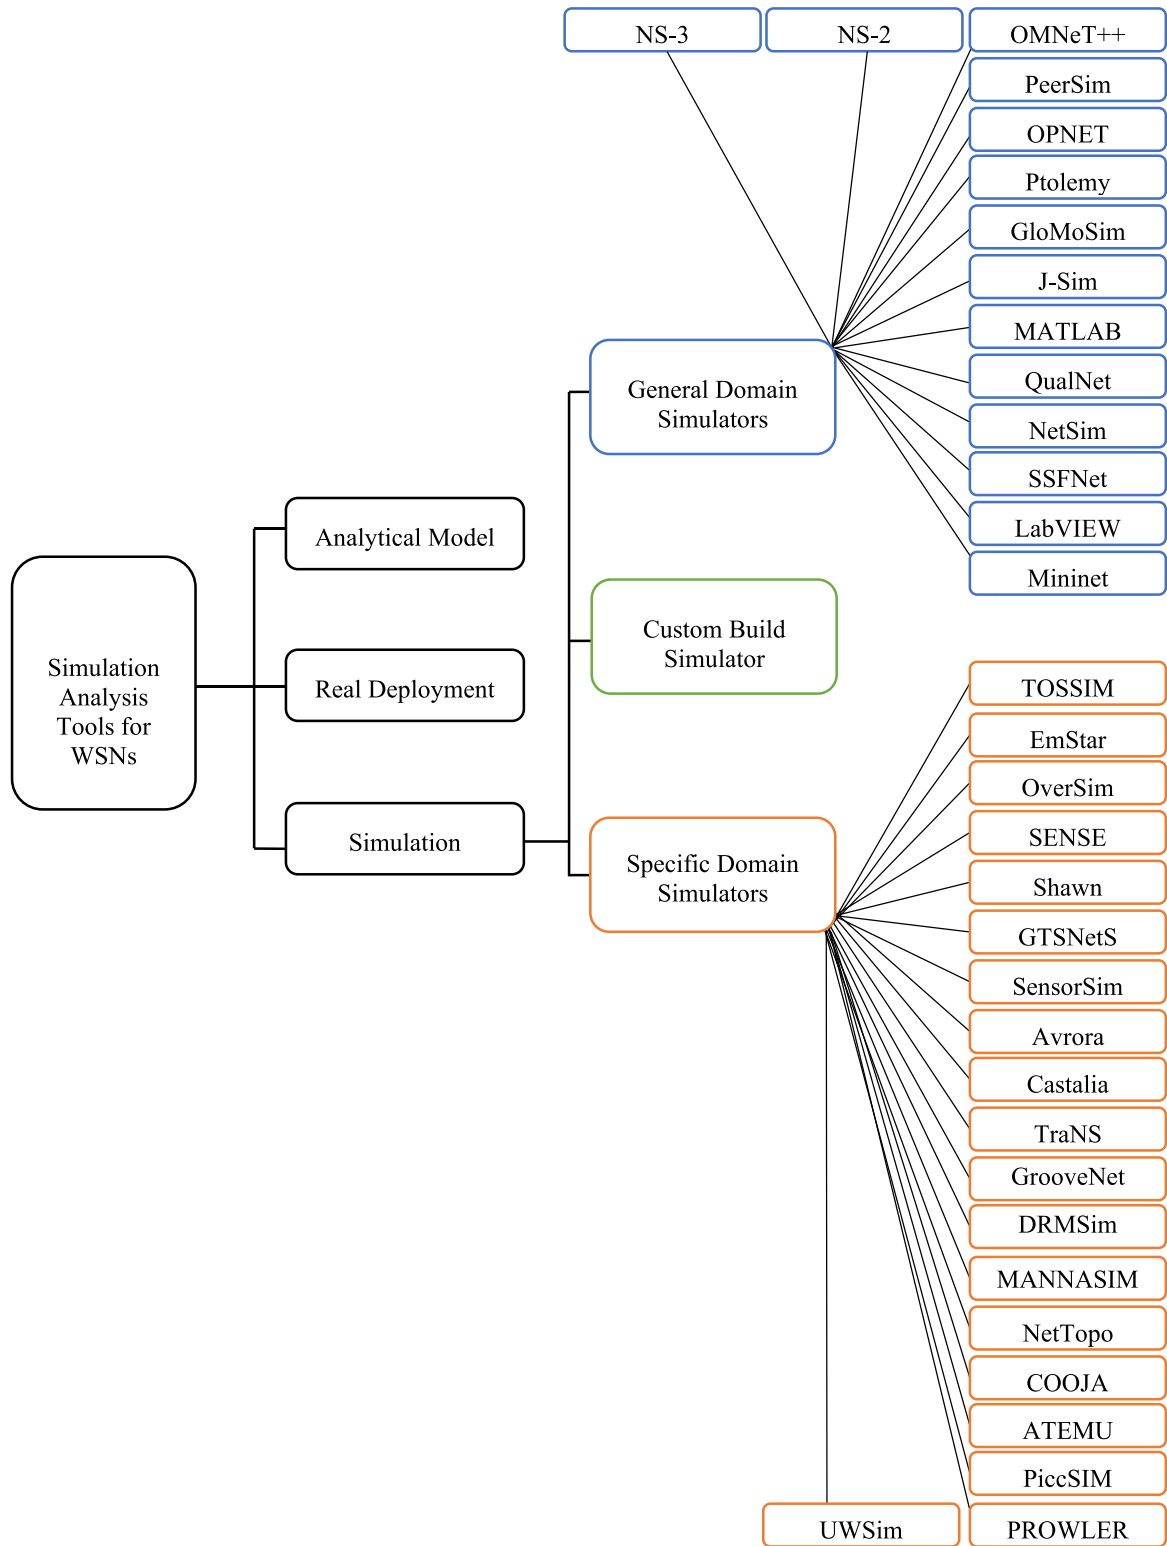 NS-3
NS-2
OMNeT++
PeerSim
OPNET
Ptolemy
GloMoSim
J-Sim
MATLAB
QualNet
NetSim
SSFNet
LabVIEW
Mininet
General Domain
Simulators
Analytical Model
Custom Build
Simulator
Simulation
Analysis
Tools for
WSNs
Real Deployment
Simulation
Specific Domain
Simulators
TOSSIM
EmStar
OverSim
SENSE
Shawn
GTSNetS
SensorSim
Avrora
Castalia
TraNS
GrooveNet
DRMSim
MANNASIM
NetTopo
COOJA
ATEMU
PiccSIM
UWSim
PROWLER